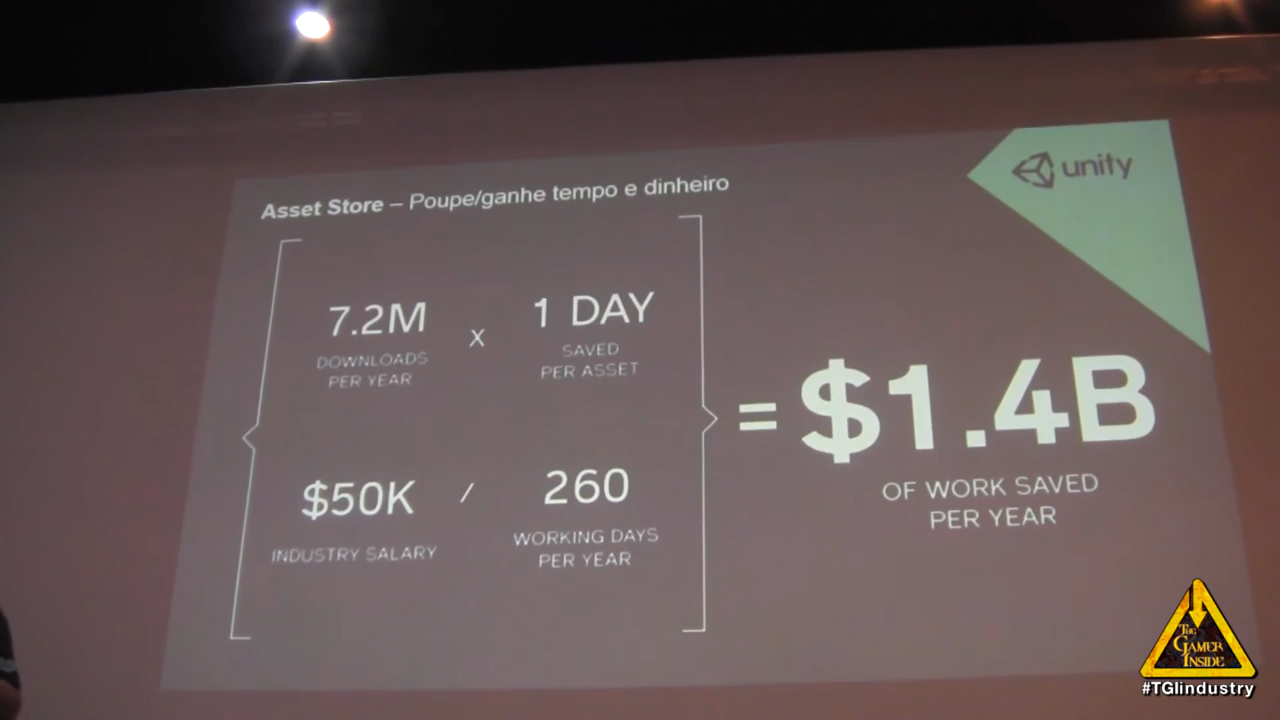 unity
Asset Store – Poupe/ganhe tempo e dinheiro
7.2M x 1 DAY
DOWNLOADS
PER YEAR
SAVED
PER ASSET
= $1.4B
OF WORK SAVED
PER YEAR
$50K / 260
INDUSTRY SALARY
WORKING DAYS
PER YEAR
THE
GAMER
INSIDE
#TGIindustry